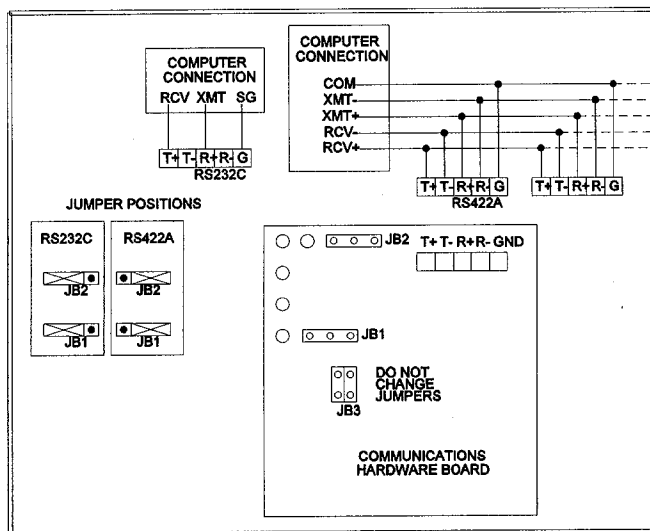 COMPUTER
CONNECTION
RCV XMT SG
T+ T- R+ R- G
RS232C
COMPUTER
CONNECTION
COM
XMT-
XMT+
RCV-
RCV+
T+ T- R+ R- G
RS422A
T+ T- R+ R- G
JUMPER POSITIONS
RS232C
JB2
JB1
RS422A
JB2
JB1
JB2
T+ T- R+ R- GND
JB1
JB3
DO NOT
CHANGE
JUMPERS
COMMUNICATIONS
HARDWARE BOARD